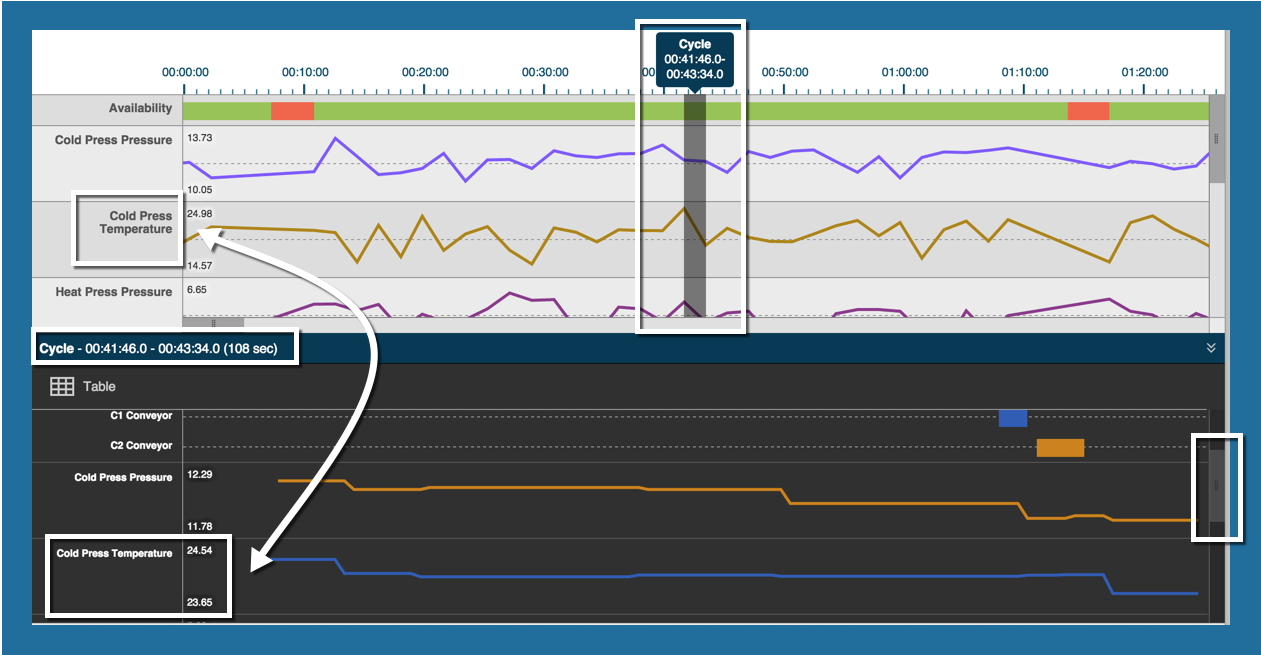 Cycle
00:41:46.0-
00:43:34.0
00:00:00 00:10:00 00:20:00 00:30:00 00:50:00 01:00:00 01:10:00 01:20:00
Availability
Cold Press Pressure
13.73
10.05
Cold Press
Temperature
24.98
14.57
Heat Press Pressure
6.65
Cycle - 00:41:46.0 - 00:43:34.0 (108 sec)
Table
C1 Conveyor
C2 Conveyor
Cold Press Pressure
12.29
11.78
Cold Press Temperature
24.54
23.65